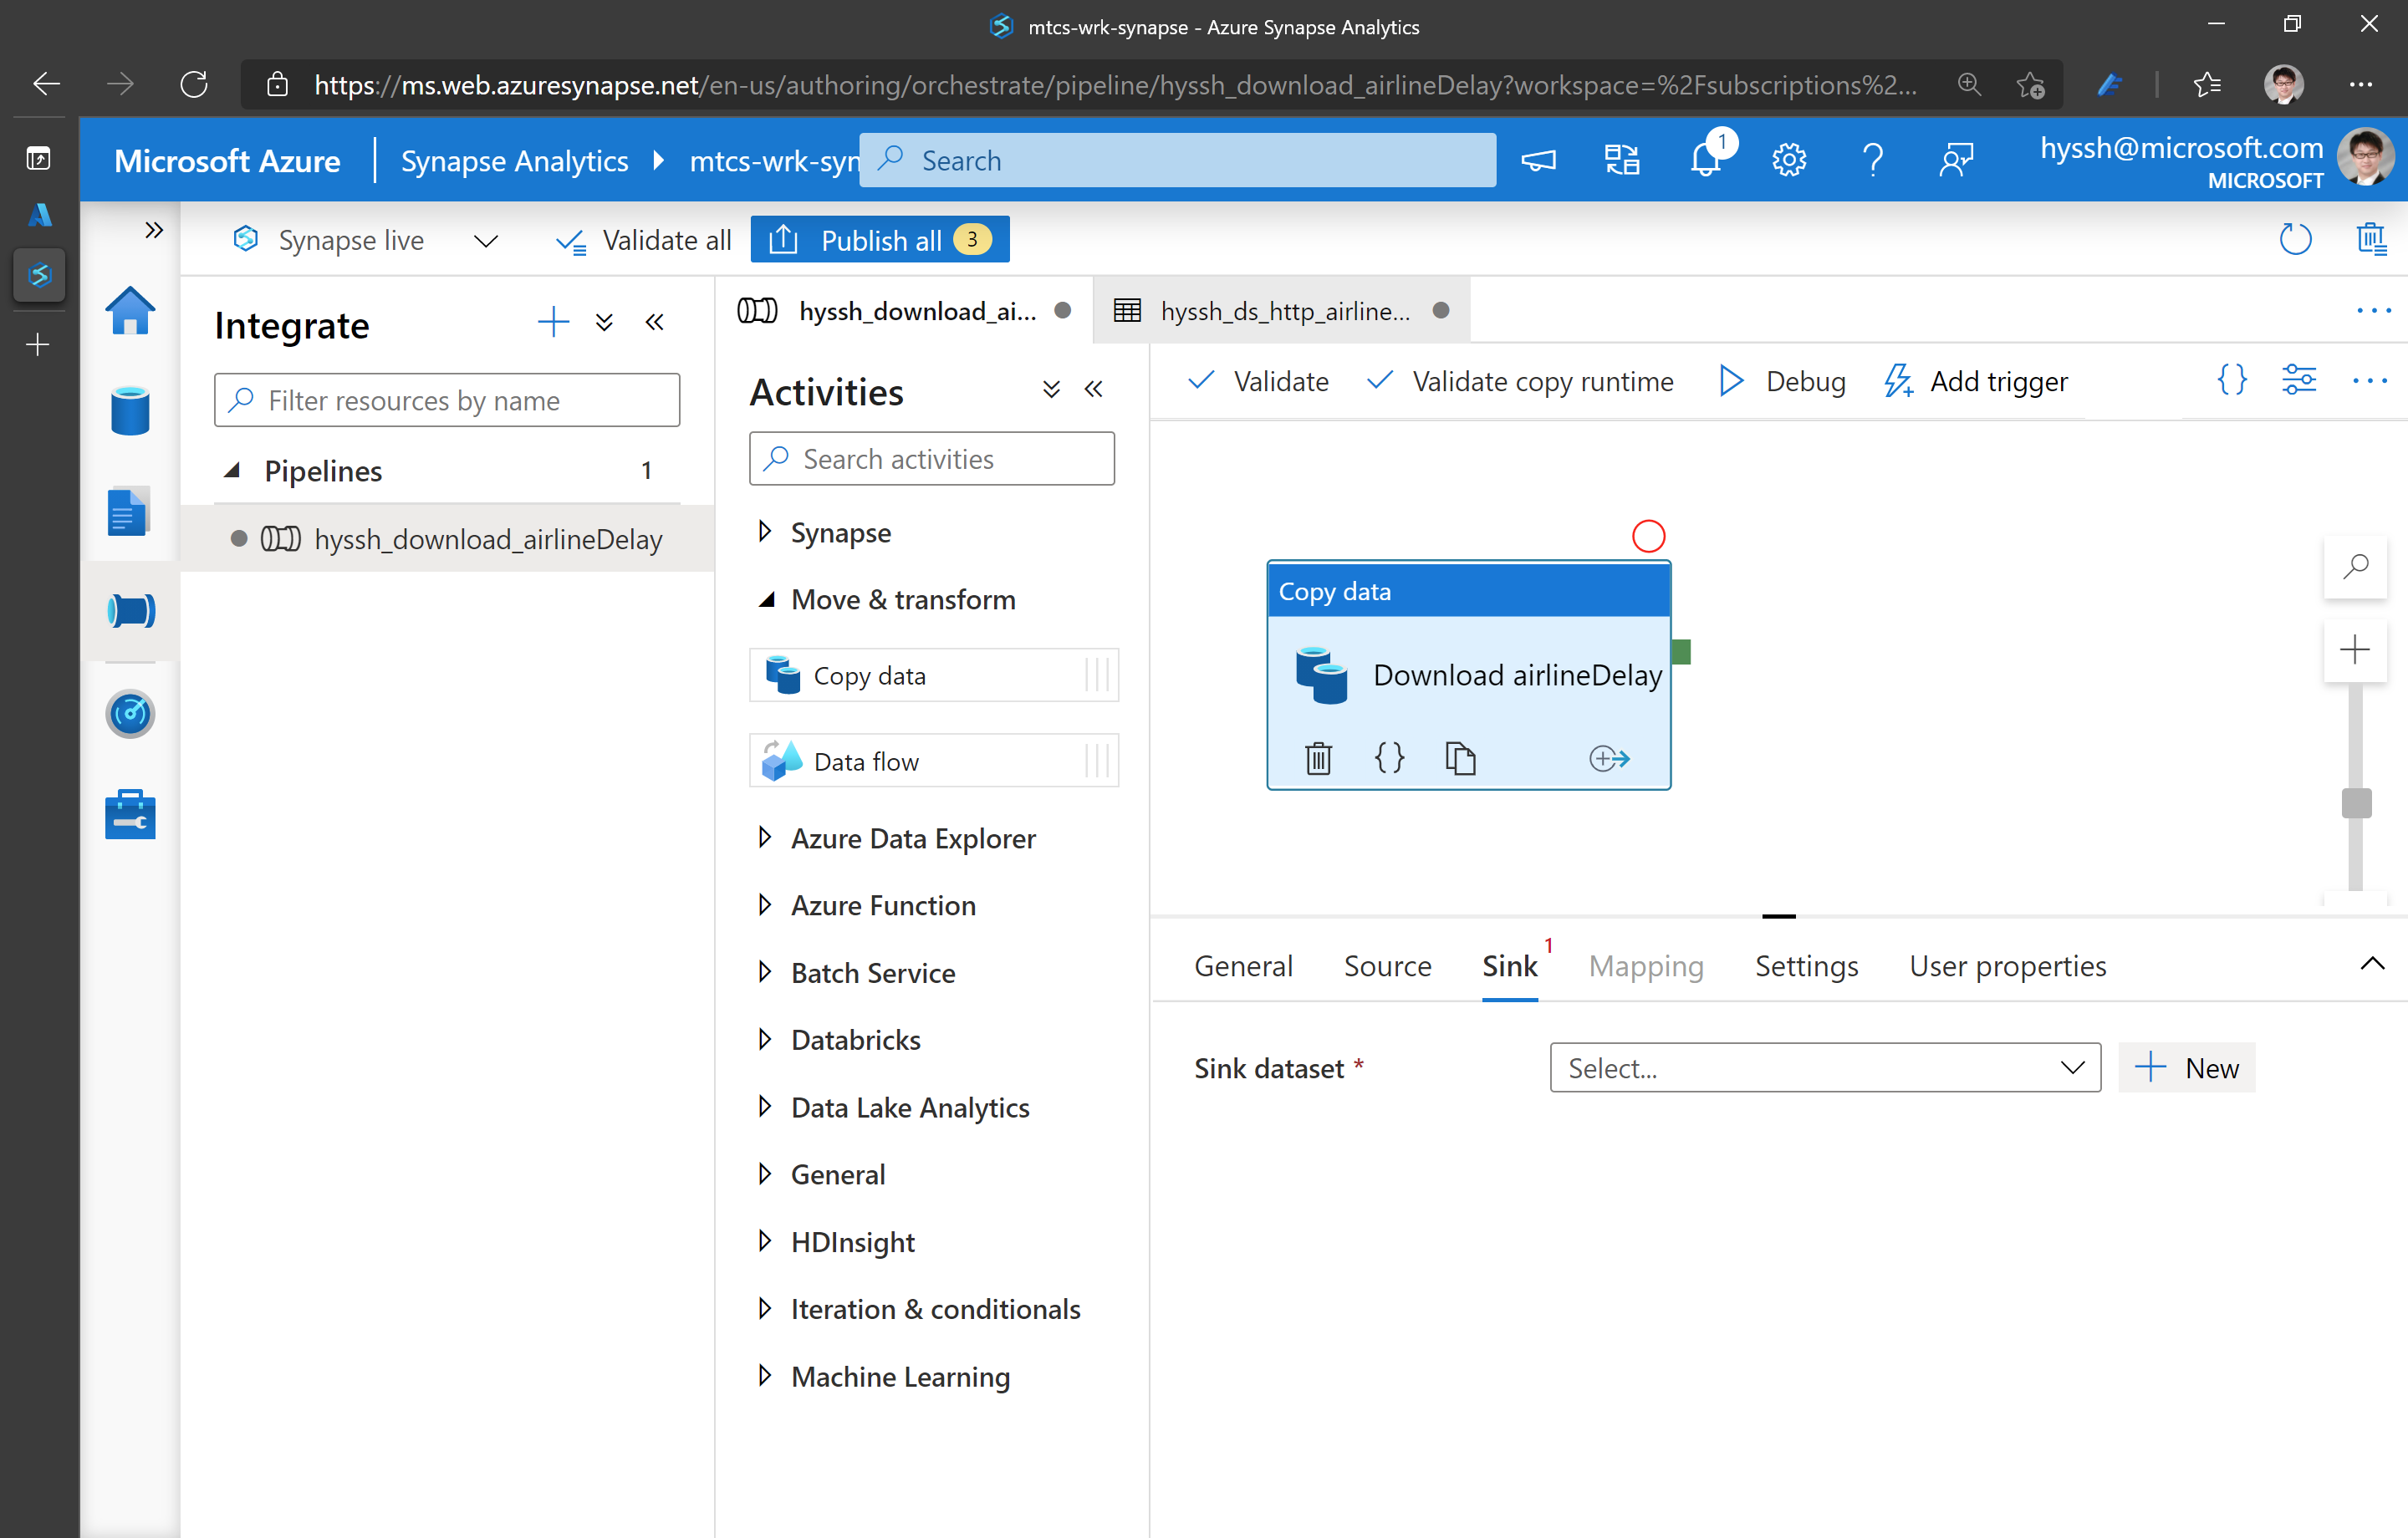 mtcs-wrk-synapse - Azure Synapse Analytics
https://ms.web.azuresynapse.net/en-us/authoring/orchestrate/pipeline/hyssh_download_airlineDelay?workspace=%2Fsubscriptions%2...
Microsoft Azure
Synapse Analytics
mtcs-wrk-syn
Search
1
hyssh@microsoft.com
MICROSOFT
Synapse live
Validate all
Publish all 3
Integrate
Filter resources by name
Pipelines 1
hyssh_download_airlineDelay
hyssh_download_ai...
hyssh_ds_http_airline...
Activities
Search activities
Synapse
Move & transform
Copy data
Data flow
Azure Data Explorer
Azure Function
Batch Service
Databricks
Data Lake Analytics
General
HDInsight
Iteration & conditionals
Machine Learning
Validate
Validate copy runtime
Debug
Add trigger
Copy data
Download airlineDelay
General
Source
Sink 1
Mapping
Settings
User properties
Sink dataset *
Select...
New